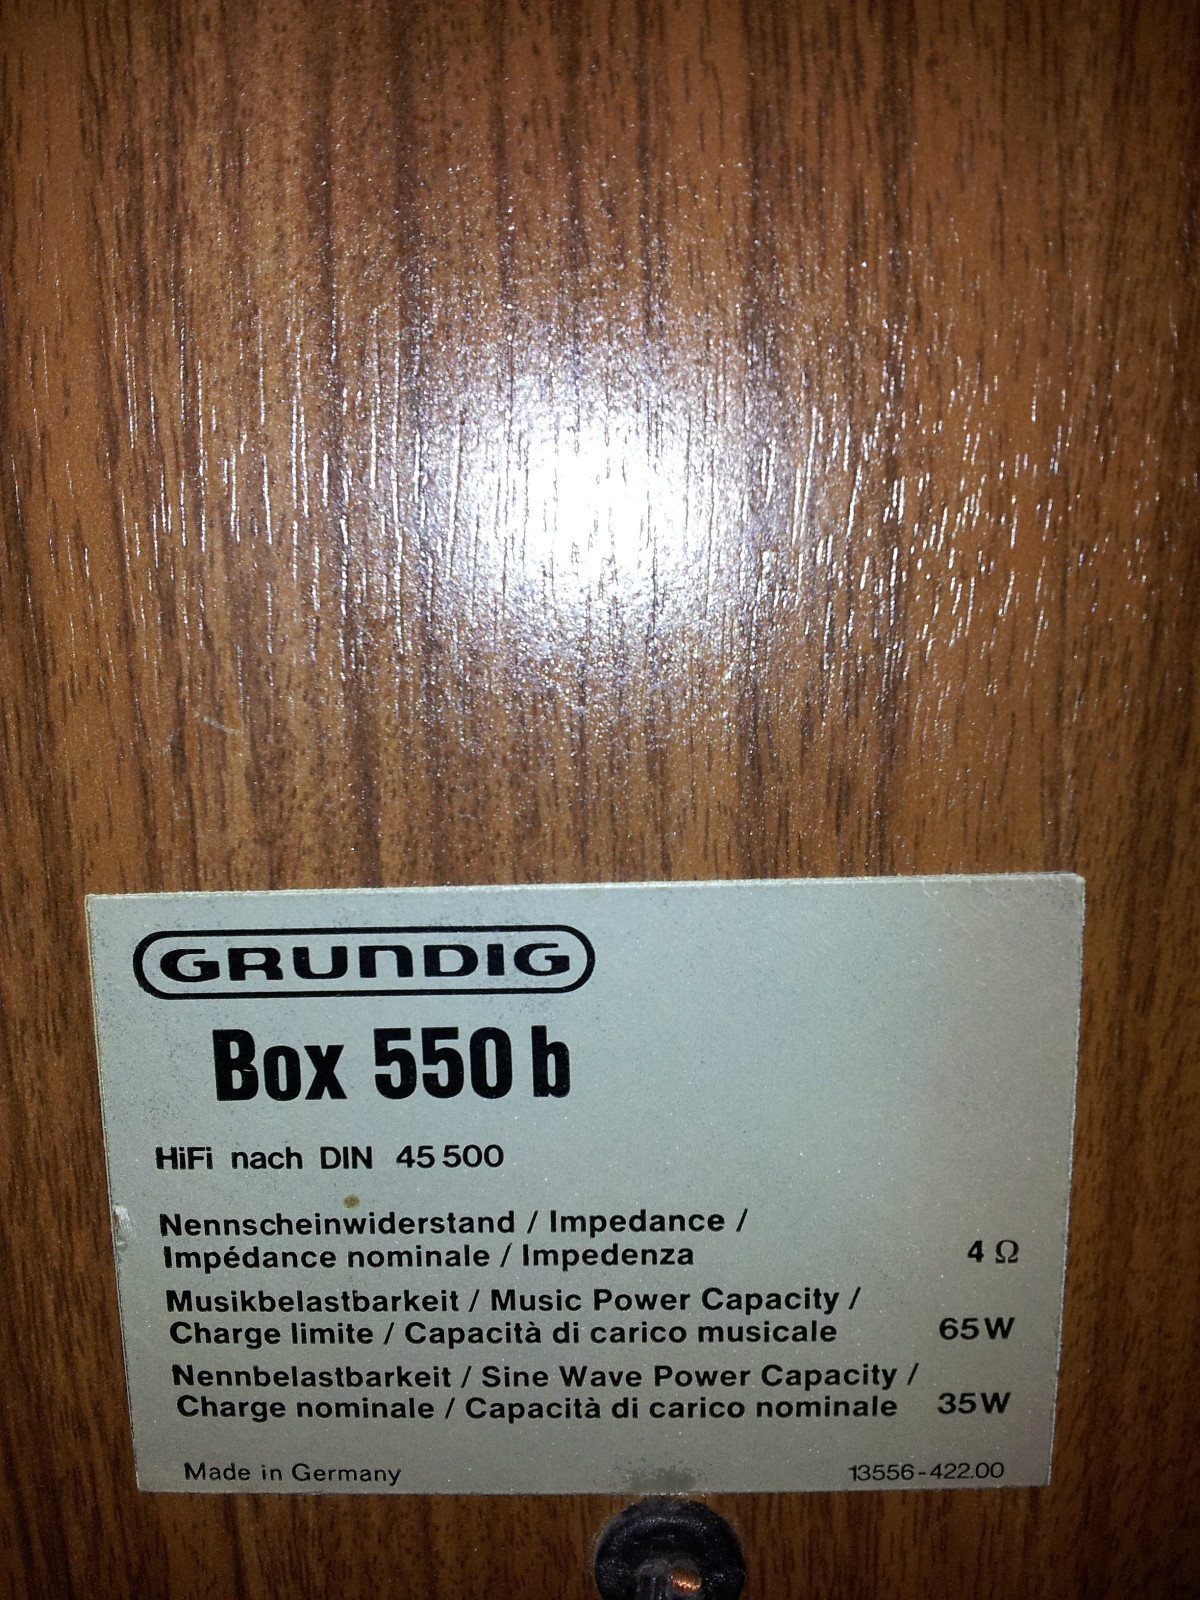 GRUNDIG
Box 550 b
HiFi nach DIN 45 500
Nennscheinwiderstand / Impedance /
Impédance nominale / Impedenza 4 Ω
Musikbelastbarkeit / Music Power Capacity /
Charge limite / Capacità di carico musicale 65 W
Nennbelastbarkeit / Sine Wave Power Capacity /
Charge nominale / Capacità di carico nominale 35 W
Made in Germany 13556-422.00